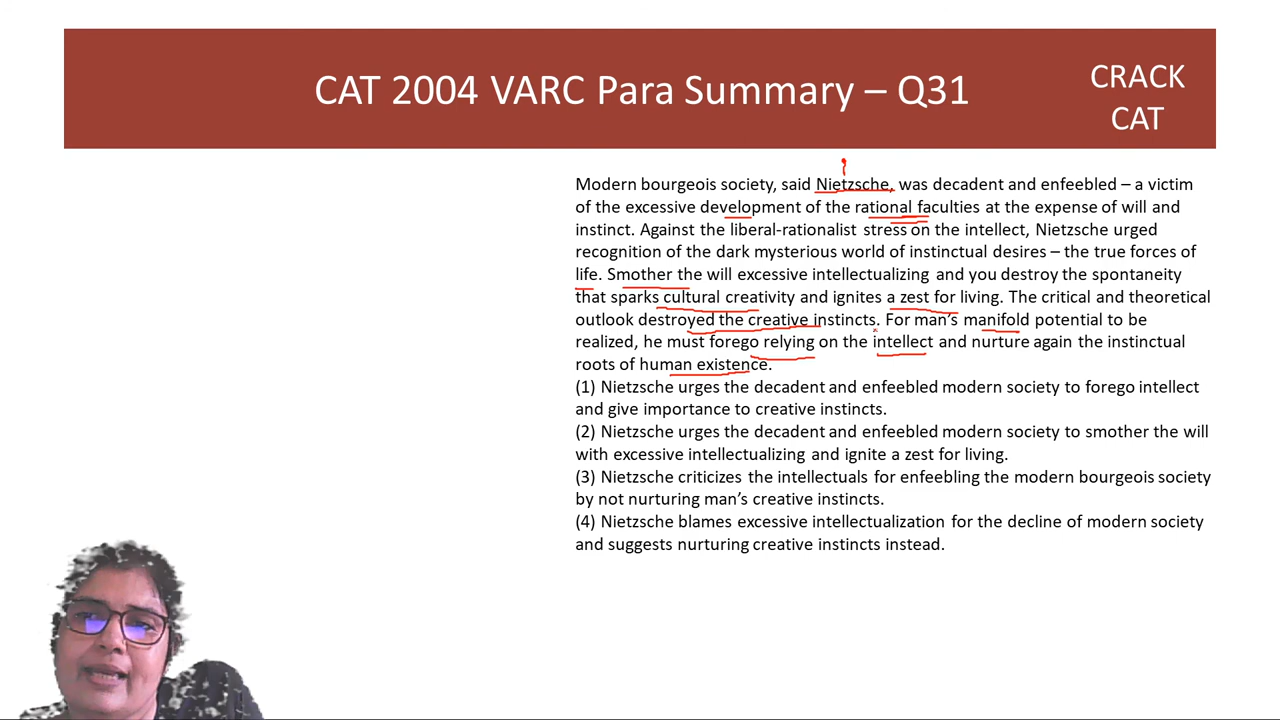 CAT 2004 VARC Para Summary – Q31
CRACK
CAT
Modern bourgeois society, said Nietzsche, was decadent and enfeebled – a victim
of the excessive development of the rational faculties at the expense of will and
instinct. Against the liberal-rationalist stress on the intellect, Nietzsche urged
recognition of the dark mysterious world of instinctual desires – the true forces of
life. Smother the will excessive intellectualizing and you destroy the spontaneity
that sparks cultural creativity and ignites a zest for living. The critical and theoretical
outlook destroyed the creative instincts. For man's manifold potential to be
realized, he must forego relying on the intellect and nurture again the instinctual
roots of human existence.
(1) Nietzsche urges the decadent and enfeebled modern society to forego intellect
and give importance to creative instincts.
(2) Nietzsche urges the decadent and enfeebled modern society to smother the will
with excessive intellectualizing and ignite a zest for living.
(3) Nietzsche criticizes the intellectuals for enfeebling the modern bourgeois society
by not nurturing man's creative instincts.
(4) Nietzsche blames excessive intellectualization for the decline of modern society
and suggests nurturing creative instincts instead.